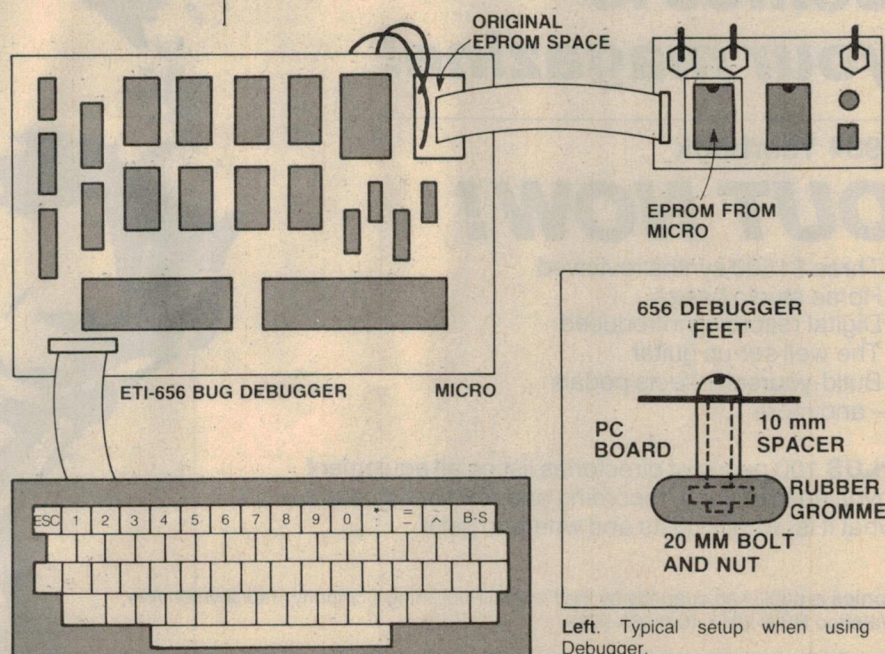 ORIGINAL
EPROM SPACE
EPROM FROM
MICRO
ETI-656 BUG DEBUGGER
MICRO
656 DEBUGGER
'FEET'
PC
BOARD
10 mm
SPACER
RUBBER
GROMME
20 MM BOLT
AND NUT
ESC 1 2 3 4 5 6 7 8 9 0 : = - B-S
Left. Typical setup when using
Debugger.